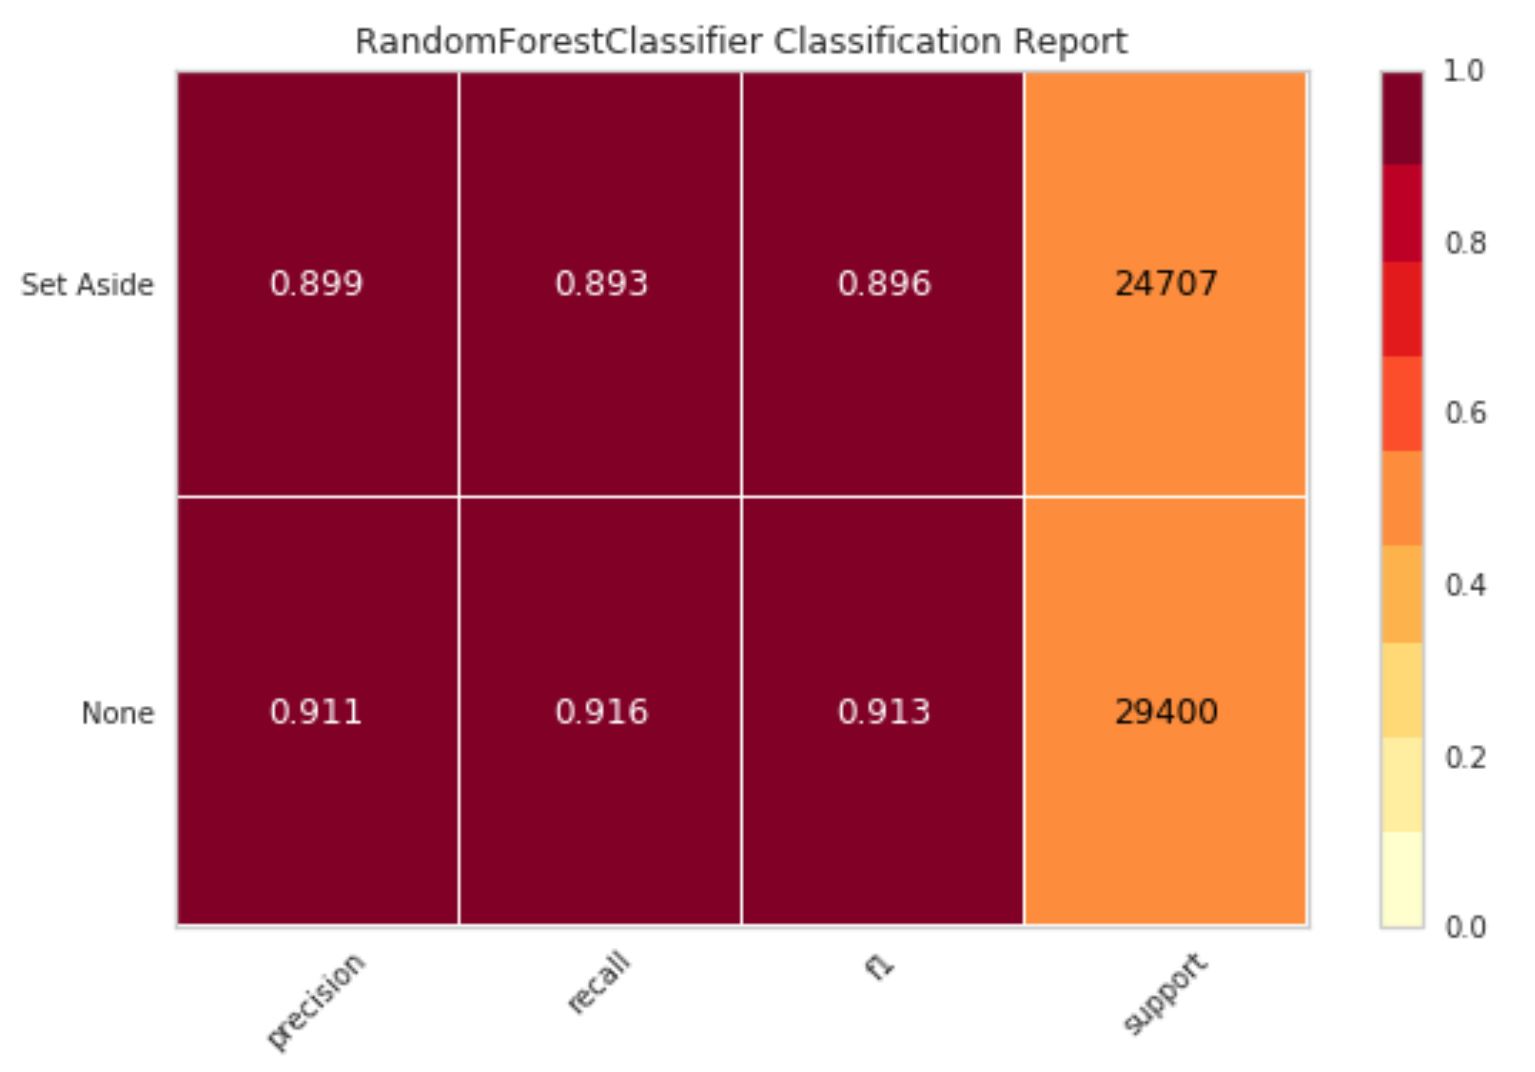 RandomForestClassifier Classification Report
Set Aside 0.899 0.893 0.896 24707
None 0.911 0.916 0.913 29400
precision recall f1 support
1.0
0.8
0.6
0.4
0.2
0.0